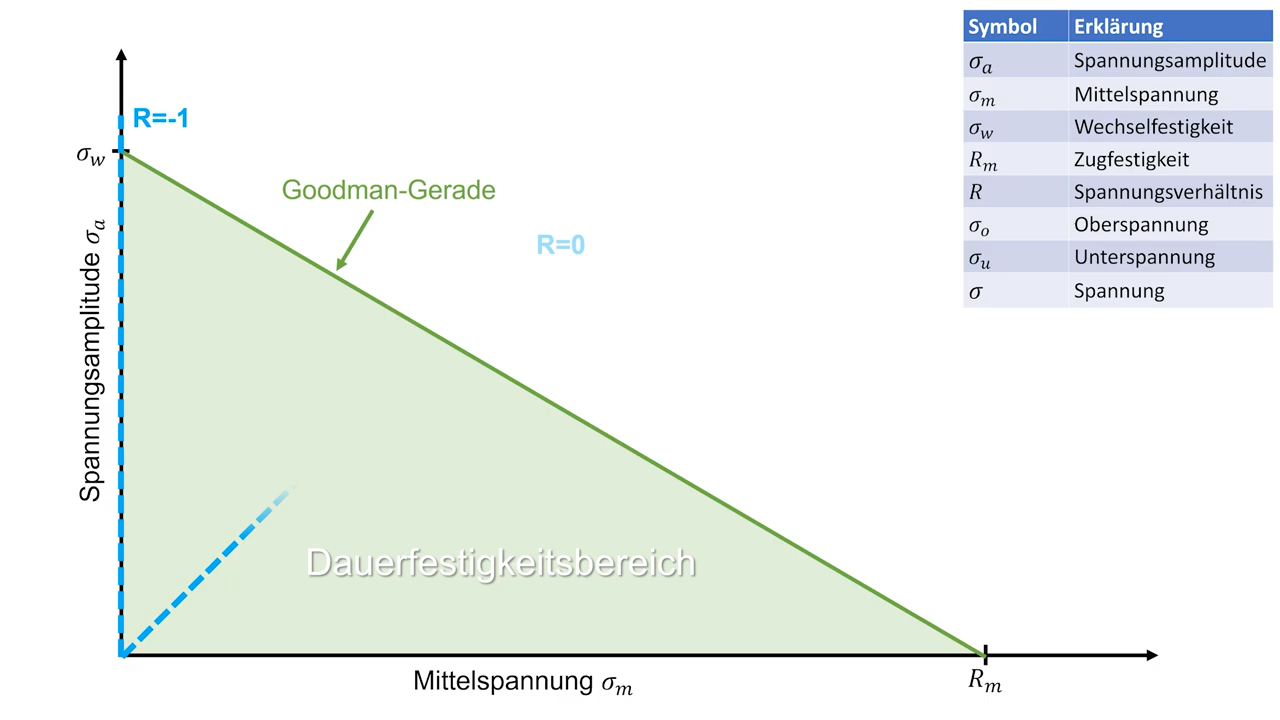 Symbol Erklärung
σa Spannungsamplitude
σm Mittelspannung
σw Wechselfestigkeit
Rm Zugfestigkeit
R Spannungsverhältnis
σo Oberspannung
σu Unterspannung
σ Spannung
R=-1
σw
Goodman-Gerade
R=0
Spannungsamplitude σa
Dauerfestigkeitsbereich
Mittelspannung σm
Rm